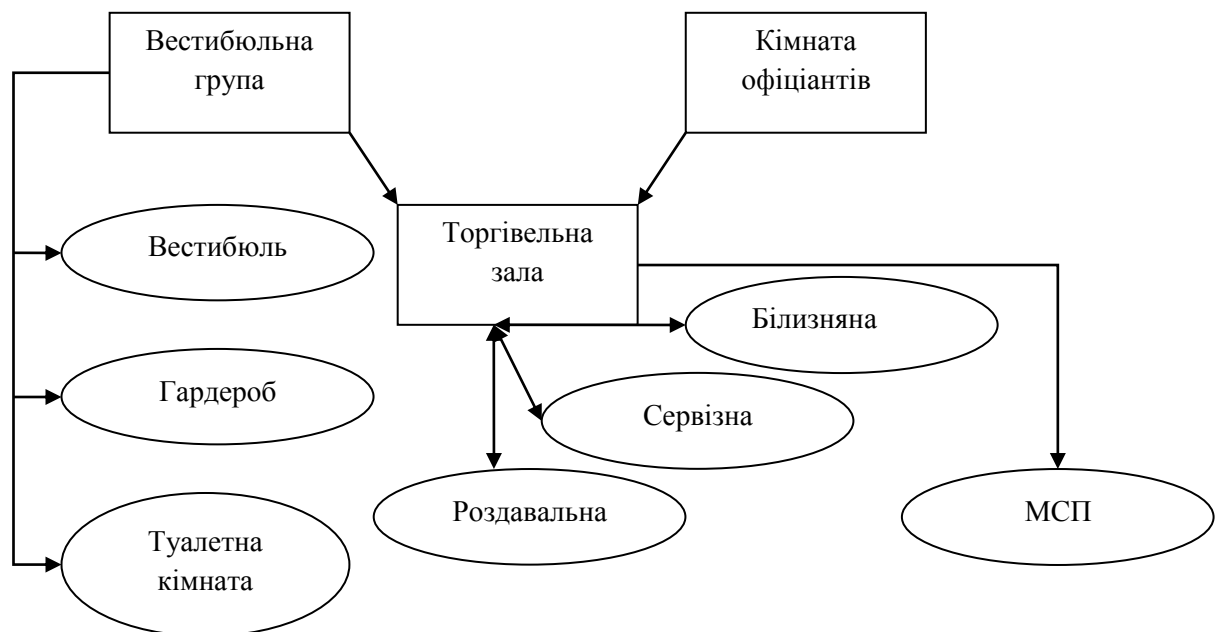 Вестибюльна
група
Кімната
офіціантів
Вестибюль
Торгівельна
зала
Білизняна
Гардероб
Сервізна
Роздавальна
МСП
Туалетна
кімната